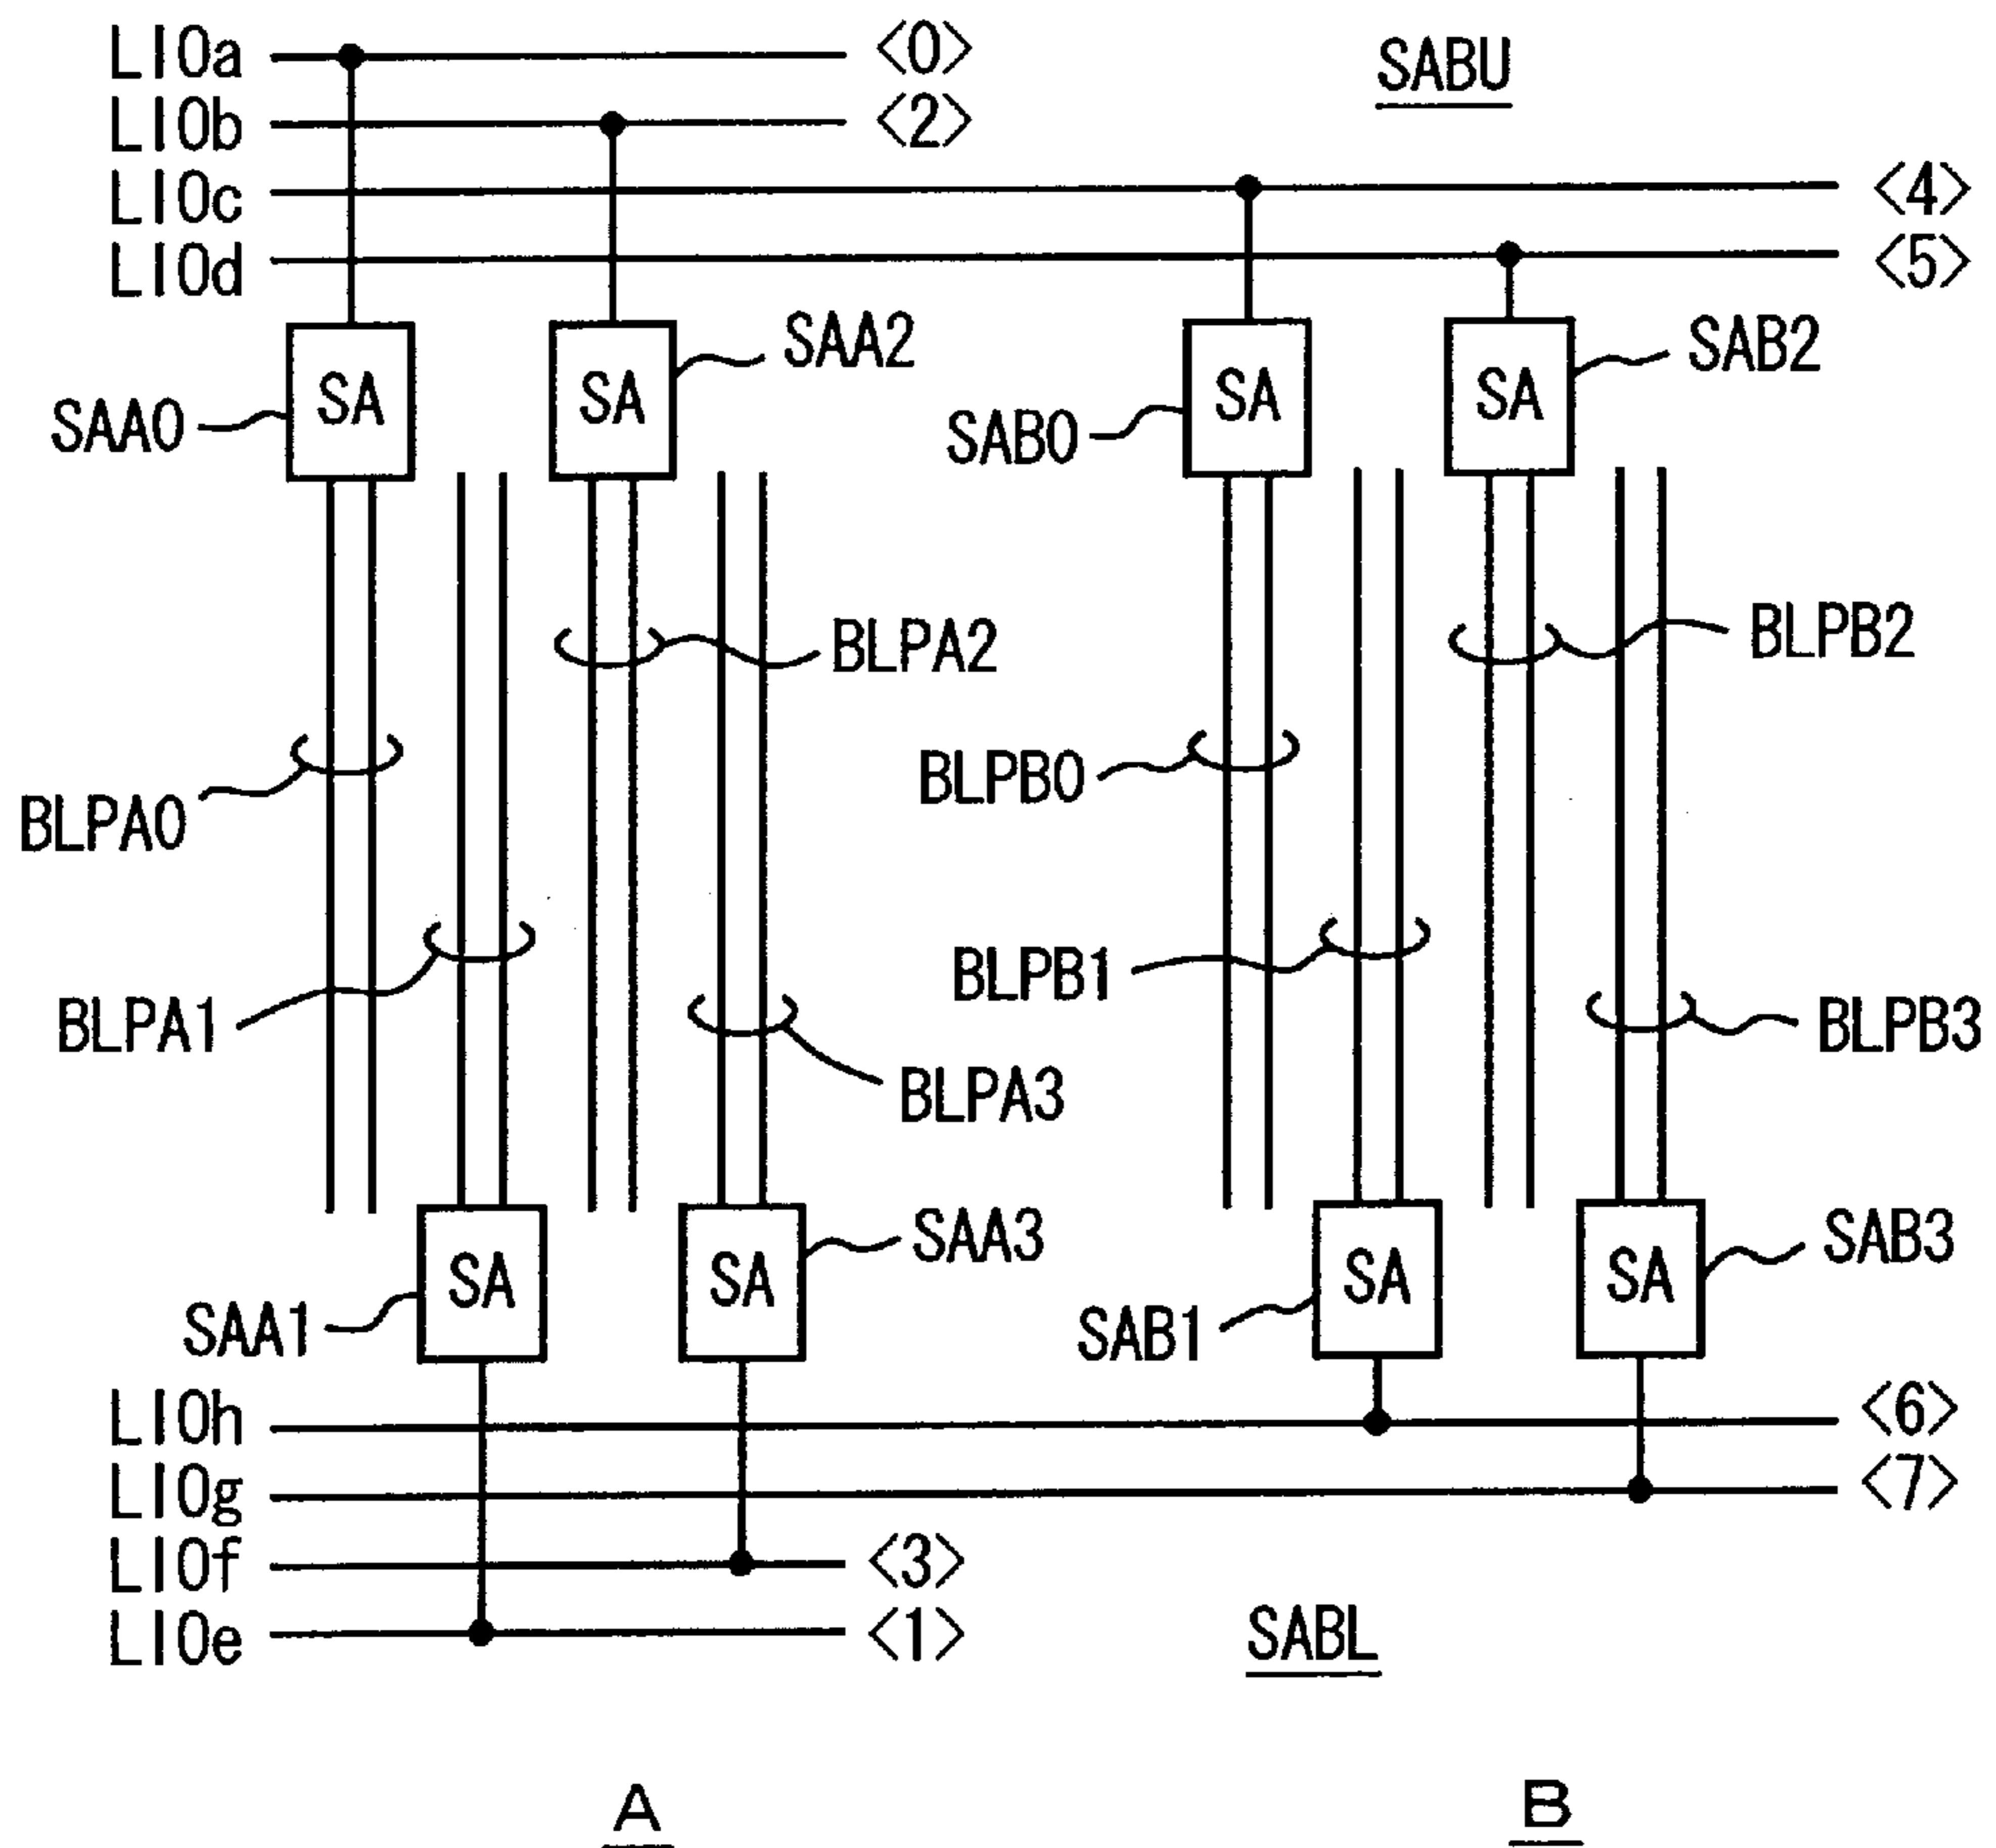 LIOa <0> SABU
LIOb <2>
LIOc <4>
LIOd <5>
SAA2 SAB2
SA SA SA SA
SAA0 SAB0
BLPA2 BLPB2
BLPA0 BLPB0
BLPA1 BLPB1 BLPB3
BLPA3
SAA3 SAB3
SA SA SA SA
SAA1 SAB1
LIOh <6>
LIOg <7>
LIOf <3>
LIOe <1> SABL
A B